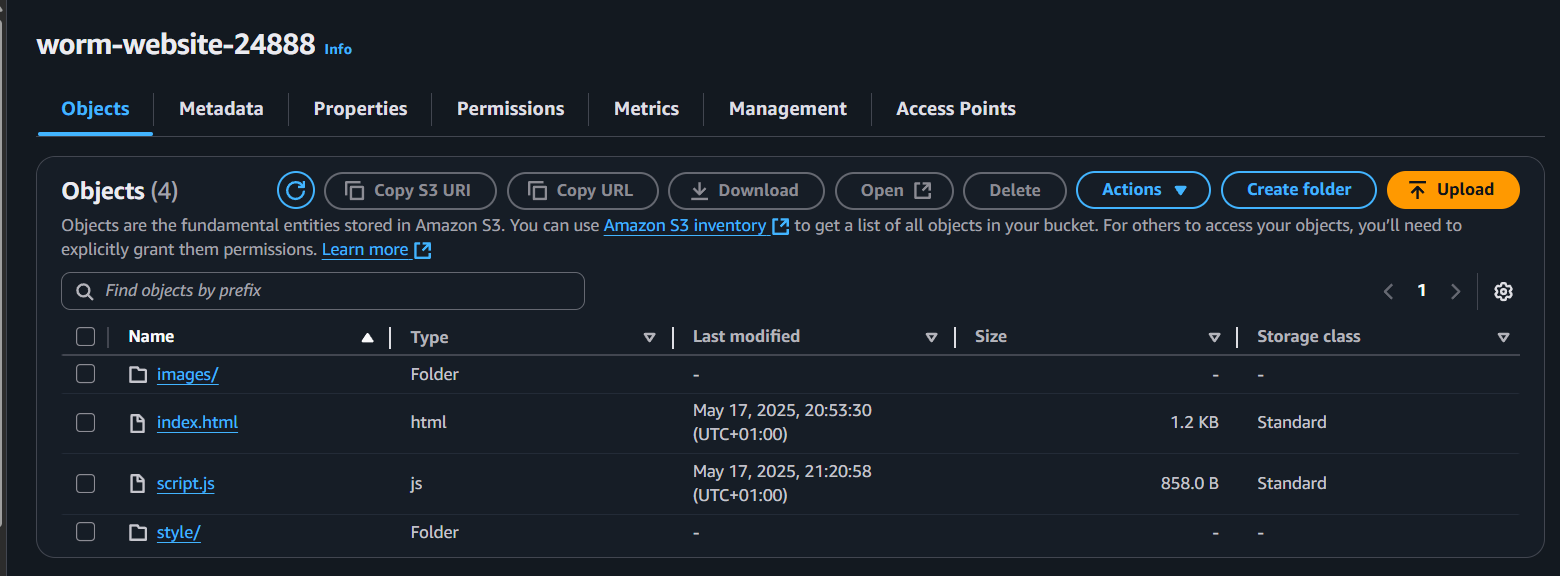 worm-website-24888 Info
Objects Metadata Properties Permissions Metrics Management Access Points
Objects (4) Copy S3 URI Copy URL Download Open Delete Actions Create folder Upload
Objects are the fundamental entities stored in Amazon S3. You can use Amazon S3 inventory to get a list of all objects in your bucket. For others to access your objects, you'll need to
explicitly grant them permissions. Learn more
Find objects by prefix 1
Name Type Last modified Size Storage class
images/ Folder - - -
index.html html May 17, 2025, 20:53:30 (UTC+01:00) 1.2 KB Standard
script.js js May 17, 2025, 21:20:58 (UTC+01:00) 858.0 B Standard
style/ Folder - - -